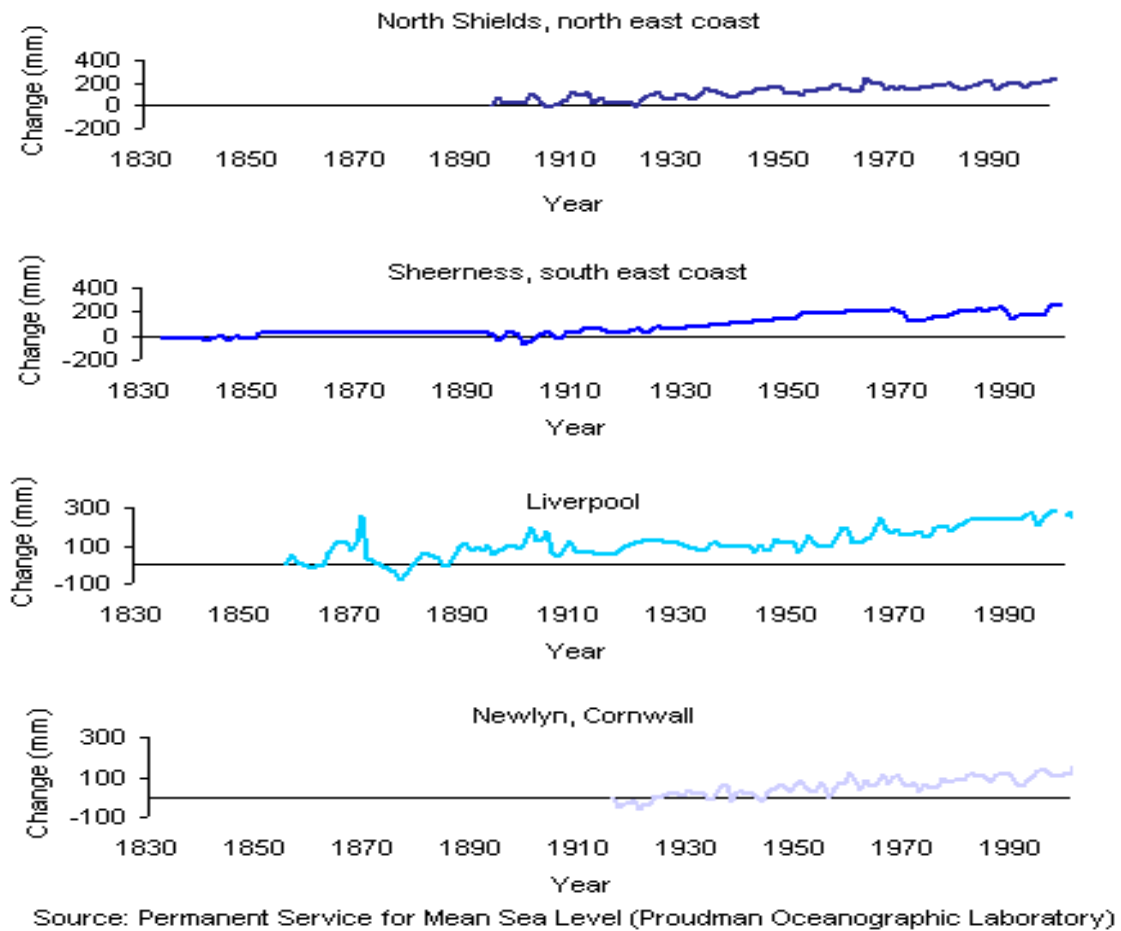 North Shields, north east coast
Change (mm)
400
200
0
-200
1830 1850 1870 1890 1910 1930 1950 1970 1990
Year
Sheerness, south east coast
Change (mm)
400
200
0
-200
1830 1850 1870 1890 1910 1930 1950 1970 1990
Year
Liverpool
Change (mm)
300
100
-100
1830 1850 1870 1890 1910 1930 1950 1970 1990
Year
Newlyn, Cornwall
Change (mm)
300
100
-100
1830 1850 1870 1890 1910 1930 1950 1970 1990
Year
Source: Permanent Service for Mean Sea Level (Proudman Oceanographic Laboratory)